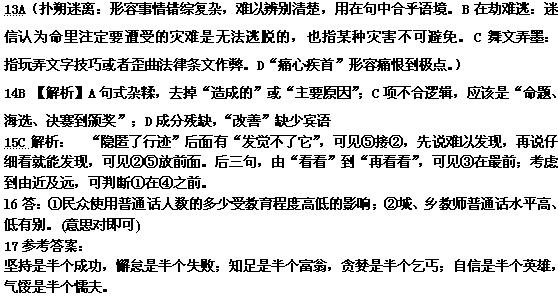 13A（扑朔迷离：形容事情错综复杂，难以辨别清楚，用在句中合乎语境。B 在劫难逃：迷
信认为命里注定要遭受的灾难是无法逃脱的，也指某种灾害不可避免。C 舞文弄墨：
指玩弄文字技巧或者歪曲法律条文作弊。D“痛心疾首”形容痛恨到极点。）
14B 【解析】A 句式杂糅，去掉“造成的”或“主要原因”；C 项不合逻辑，应该是“命题、
海选、决赛到颁奖”；D 成分残缺，“改善”缺少宾语
15C 解析： “隐匿了行迹”后面有“发觉不了它”，可见⑤接②，先说难以发现，再说仔
细看就能发现，可见②⑤放前面。后三句，由“看看”到“再看看”，可见③在最前；考虑
到由近及远，可判断①在④之前。
16 答：①民众使用普通话人数的多少受教育程度高低的影响；②城、乡教师普通话水平高、
低有别。(意思对即可)
17 参考答案：
坚持是半个成功，懈怠是半个失败；知足是半个富翁，贪婪是半个乞丐；自信是半个英雄，
气馁是半个懦夫。